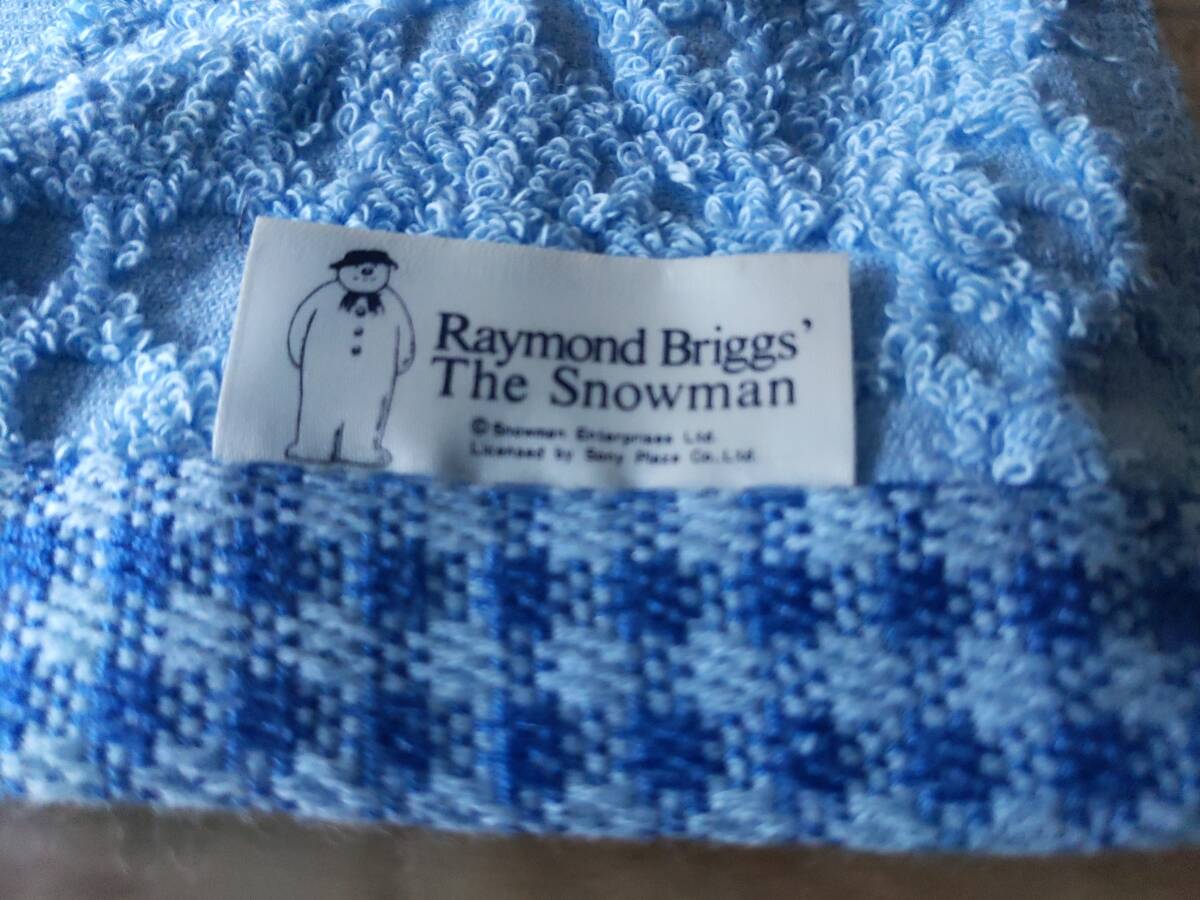 Raymond Briggs’
The Snowman
©Snowman Enterprises Ltd.
Licensed by Sony Plaza Co.,Ltd.